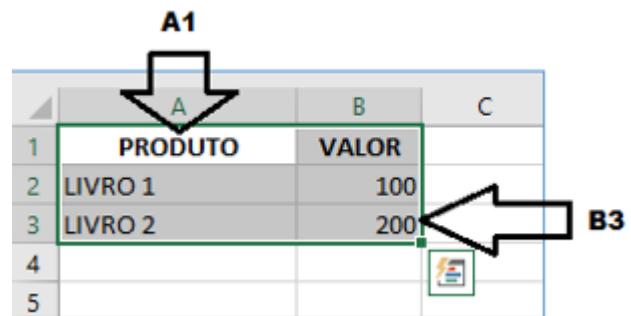 A1
A B C
1 PRODUTO VALOR
2 LIVRO 1 100
3 LIVRO 2 200
B3
4
5